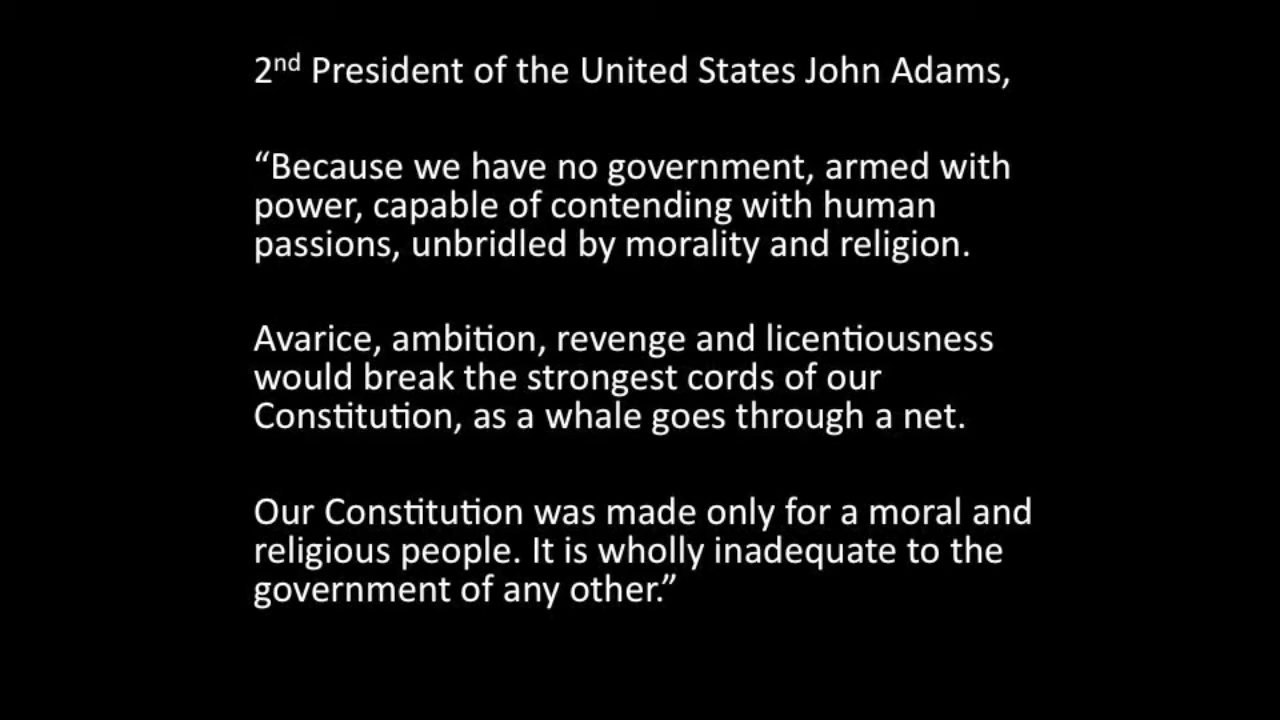 2nd President of the United States John Adams,
“Because we have no government, armed with
power, capable of contending with human
passions, unbridled by morality and religion.
Avarice, ambition, revenge and licentiousness
would break the strongest cords of our
Constitution, as a whale goes through a net.
Our Constitution was made only for a moral and
religious people. It is wholly inadequate to the
government of any other.”